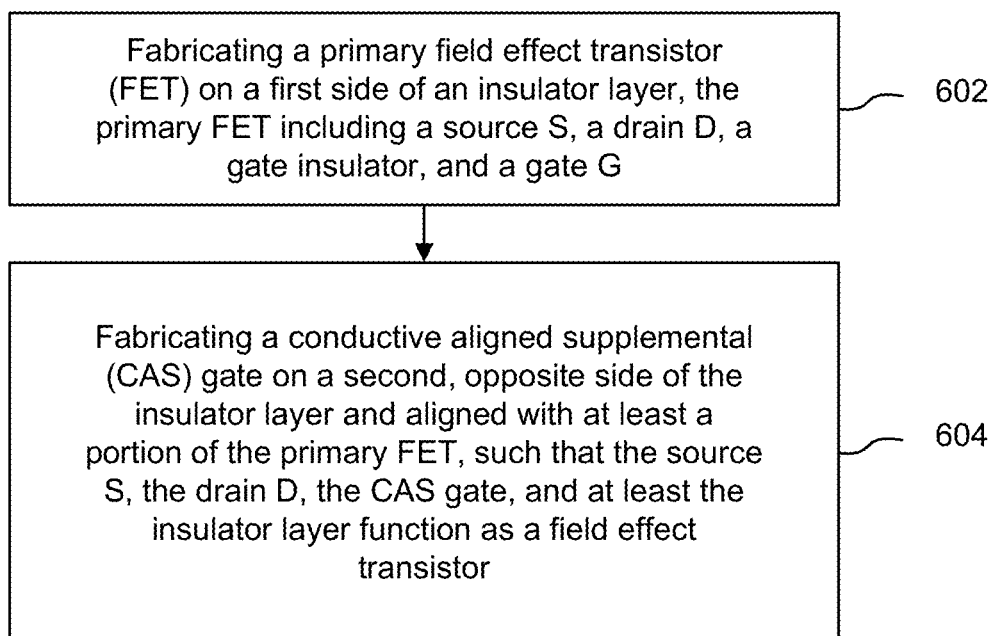 Fabricating a primary field effect transistor
(FET) on a first side of an insulator layer, the
primary FET including a source S, a drain D, a
gate insulator, and a gate G
602
Fabricating a conductive aligned supplemental
(CAS) gate on a second, opposite side of the
insulator layer and aligned with at least a
portion of the primary FET, such that the source
S, the drain D, the CAS gate, and at least the
insulator layer function as a field effect
transistor
604